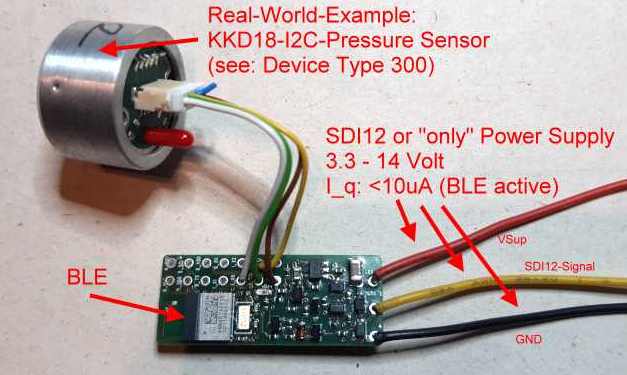 Real-World-Example:
KKD18-I2C-Pressure Sensor
(see: Device Type 300)
SDI12 or "only" Power Supply
3.3 - 14 Volt
I_q: <10uA (BLE active)
VSup
SDI12-Signal
BLE
GND